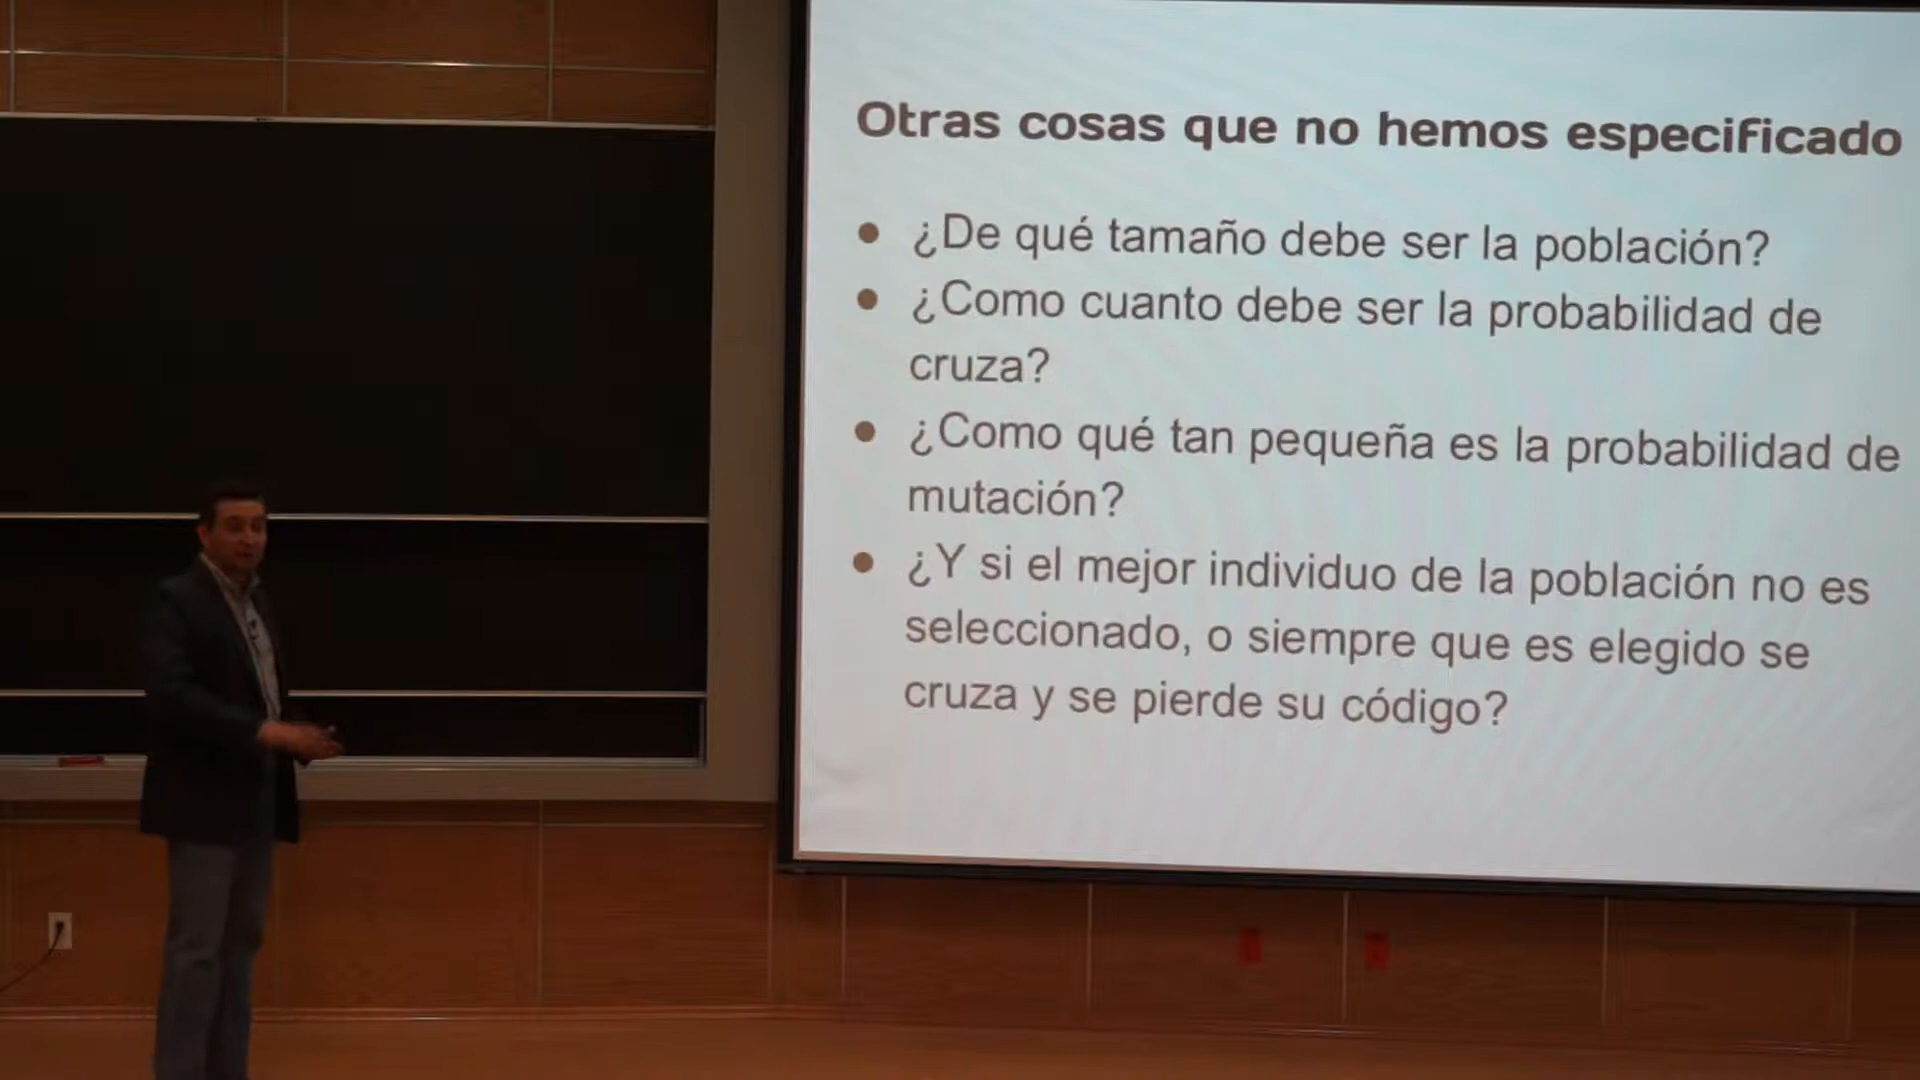 Otras cosas que no hemos especificado
¿De qué tamaño debe ser la población?
¿Como cuanto debe ser la probabilidad de
cruza?
¿Como qué tan pequeña es la probabilidad de
mutación?
¿Y si el mejor individuo de la población no es
seleccionado, o siempre que es elegido se
cruza y se pierde su código?